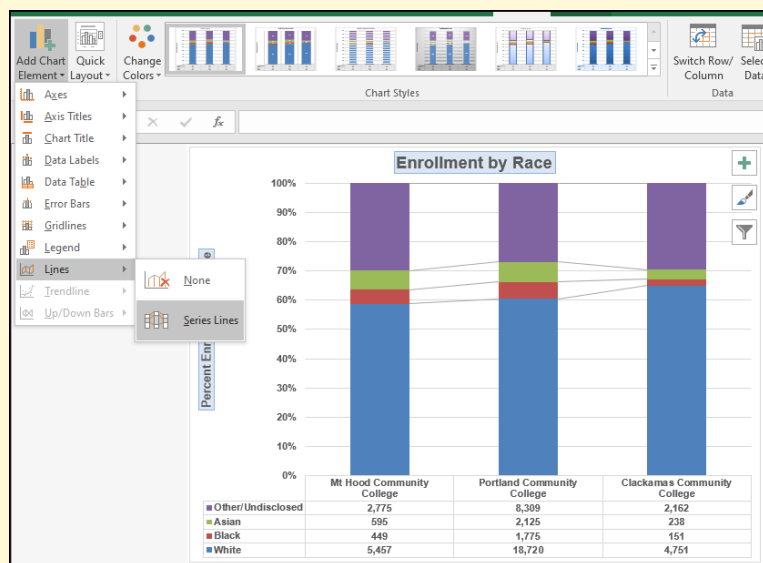 Add Chart Element
Quick Layout
Change Colors
Chart Styles
Switch Row/
Column
Data
Axes
Axis Titles
Chart Title
Data Labels
Data Table
Error Bars
Gridlines
Legend
Lines
Trendline
Up/Down Bars
None
Series Lines
fx
Enrollment by Race
100%
90%
80%
70%
60%
50%
40%
30%
20%
10%
0%
Percent
Mt Hood Community College
Portland Community College
Clackamas Community College
Other/Undisclosed 2,775 8,309 2,162
Asian 595 2,125 238
Black 449 1,775 151
White 5,457 18,720 4,751